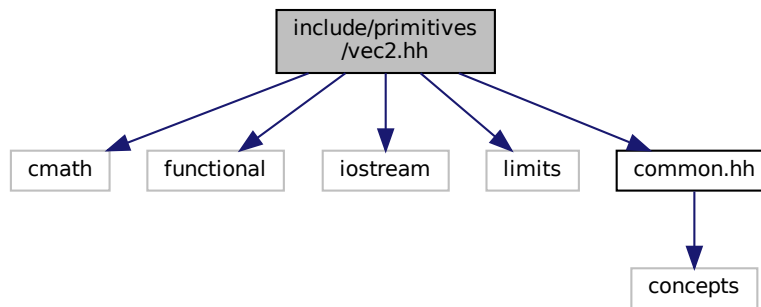 include/primitives
/vec2.hh
cmath
functional
iostream
limits
common.hh
concepts